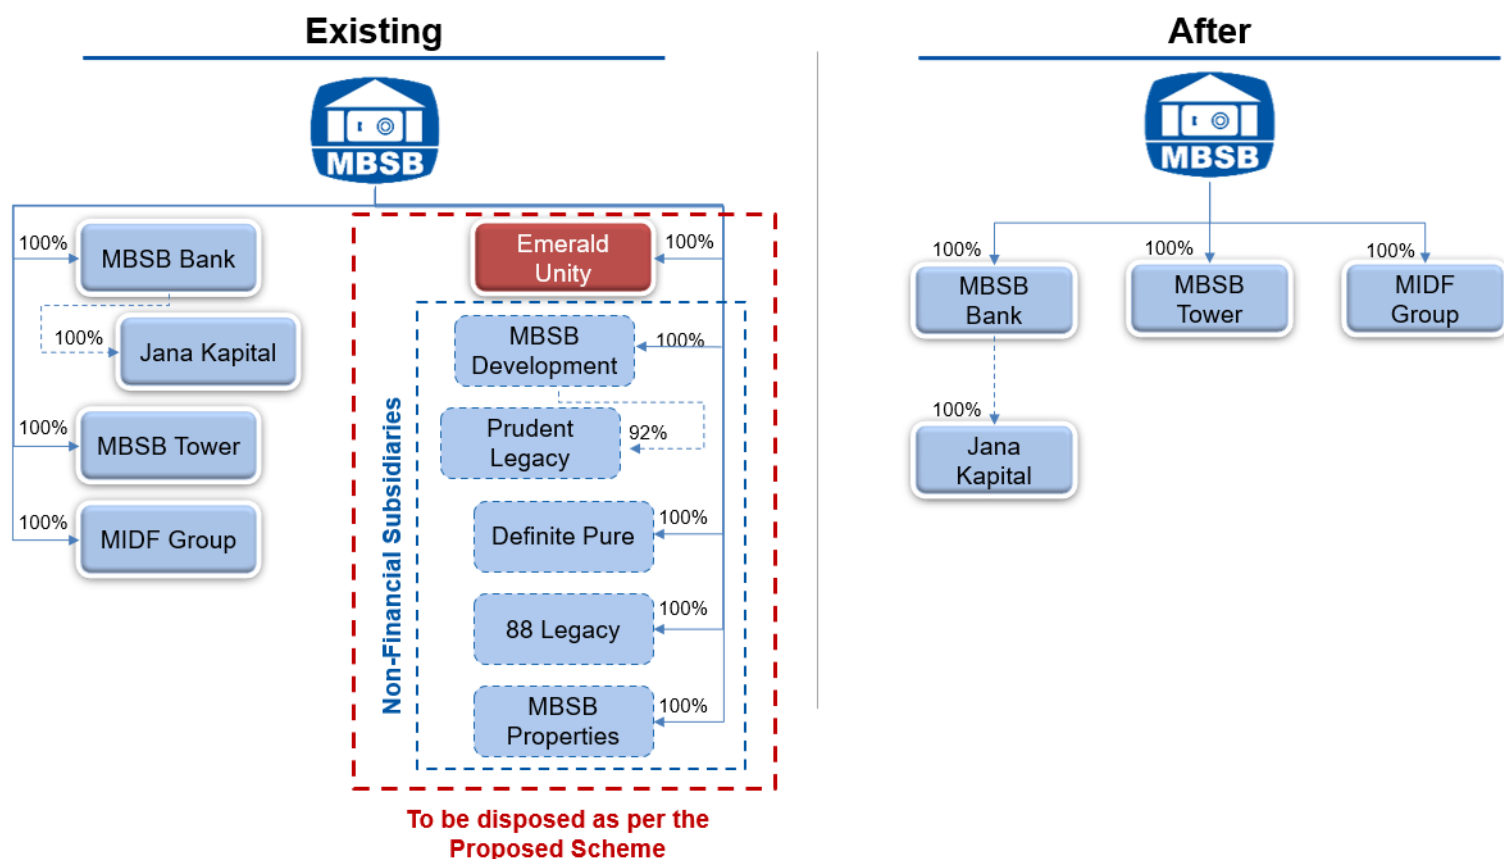 Existing
MBSB
100%
MBSB Bank
100%
Jana Kapital
100%
MBSB Tower
100%
MIDF Group
Emerald
Unity
100%
Non-Financial Subsidiaries
MBSB
Development
100%
Prudent
Legacy
92%
Definite Pure
100%
88 Legacy
100%
MBSB
Properties
100%
To be disposed as per the
Proposed Scheme
After
MBSB
100%
MBSB
Bank
100%
MBSB
Tower
100%
MIDF
Group
100%
Jana
Kapital